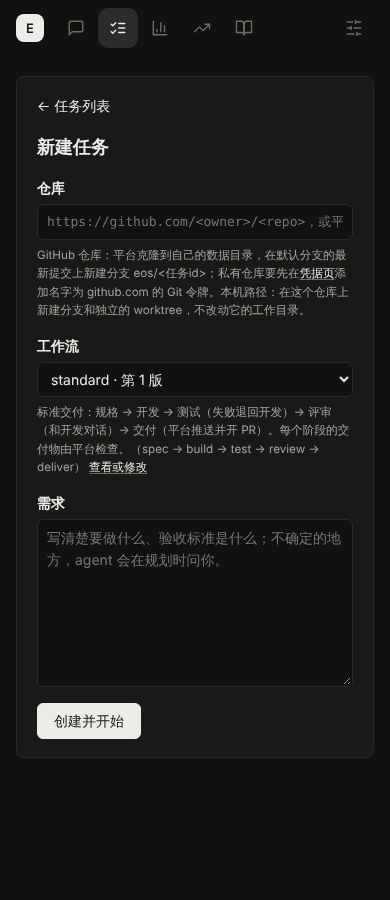 E
← 任务列表
新建任务
仓库
https://github.com/<owner>/<repo>，或平
GitHub 仓库：平台克隆到自己的数据目录，在默认分支的最
新提交上新建分支 eos/<任务id>；私有仓库要先在凭据页添
加名字为 github.com 的 Git 令牌。本机路径：在这个仓库上
新建分支和独立的 worktree，不改动它的工作目录。
工作流
standard · 第 1 版
标准交付：规格 → 开发 → 测试（失败退回开发）→ 评审
（和开发对话）→ 交付（平台推送并开 PR）。每个阶段的交
付物由平台检查。（spec → build → test → review →
deliver） 查看或修改
需求
写清楚要做什么、验收标准是什么；不确定的地
方，agent 会在规划时问你。
创建并开始